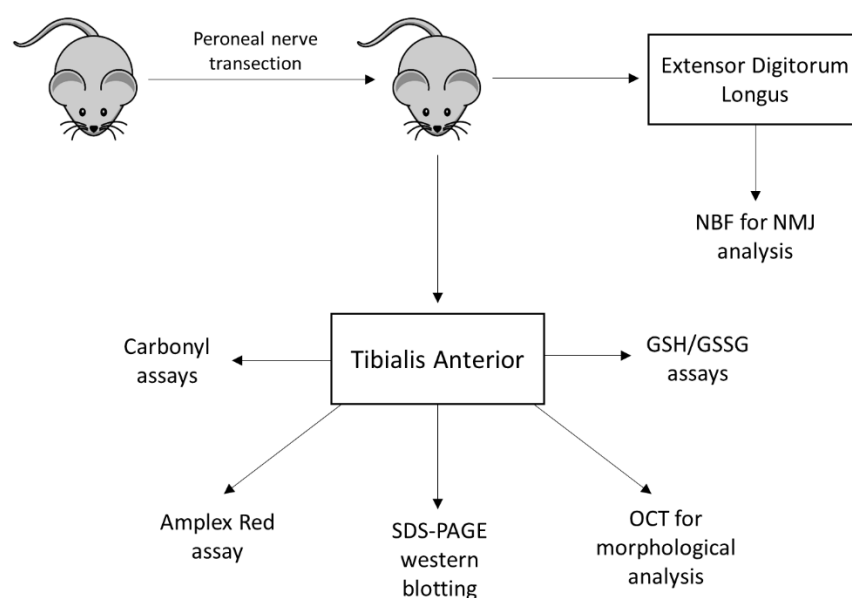 Peroneal nerve
transection
Extensor Digitorum
Longus
NBF for NMJ
analysis
Carbonyl
assays
Tibialis Anterior
GSH/GSSG
assays
Amplex Red
assay
SDS-PAGE
western
blotting
OCT for
morphological
analysis